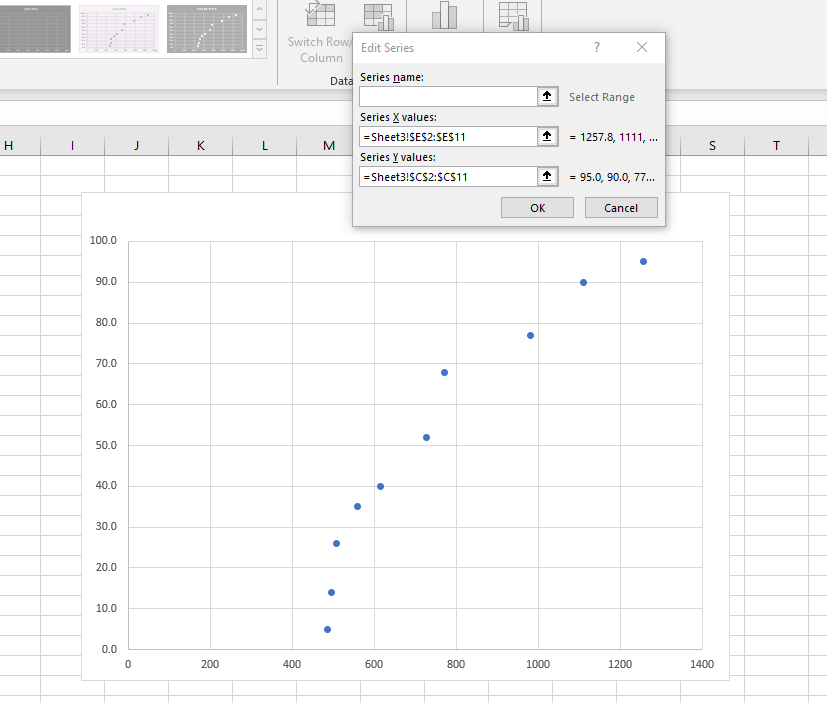 Switch Row/
Column
Data
Edit Series
?
Series name:
Select Range
Series X values:
=Sheet3!$E$2:$E$11
= 1257.8, 1111, ...
Series Y values:
=Sheet3!$C$2:$C$11
= 95.0, 90.0, 77...
OK
Cancel
H I J K L M S T
100.0
90.0
80.0
70.0
60.0
50.0
40.0
30.0
20.0
10.0
0.0
0 200 400 600 800 1000 1200 1400